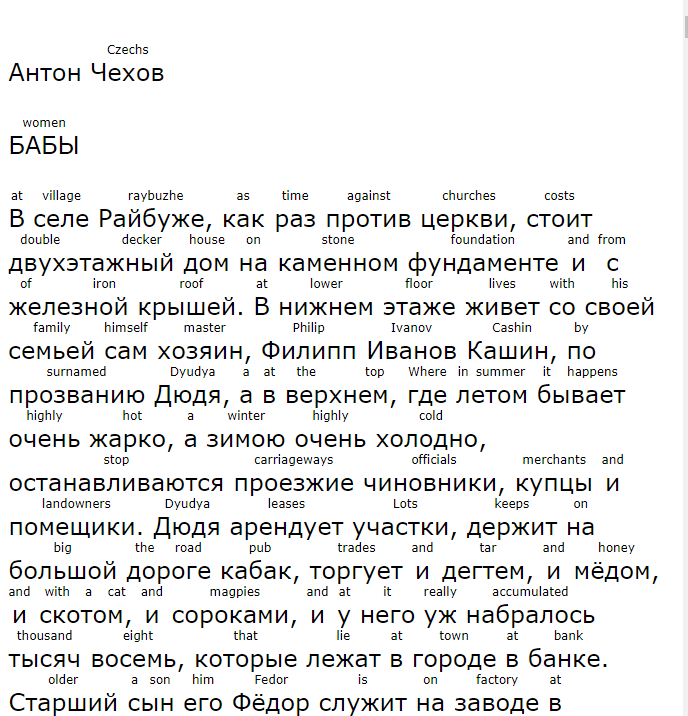 Czechs
Антон Чехов
women
БАБЫ
at village raybuzhe as time against churches costs
В селе Райбуже, как раз против церкви, стоит
double decker house on stone foundation and from
двухэтажный дом на каменном фундаменте и с
of iron roof at lower floor lives with his
железной крышей. В нижнем этаже живет со своей
family himself master Philip Ivanov Cashin by
семьей сам хозяин, Филипп Иванов Кашин, по
surnamed Dyudya a at the top Where in summer it happens
прозванию Дюдя, а в верхнем, где летом бывает
highly hot a winter highly cold
очень жарко, а зимою очень холодно,
stop carriageways officials merchants and
останавливаются проезжие чиновники, купцы и
landowners Dyudya leases Lots keeps on
помещики. Дюдя арендует участки, держит на
big the road pub trades and tar and honey
большой дороге кабак, торгует и дегтем, и мёдом,
and with a cat and magpies and at it really accumulated
и скотом, и сороками, и у него уж набралось
thousand eight that lie at town at bank
тысяч восемь, которые лежат в городе в банке.
older a son him Fedor is on factory at
Старший сын его Фёдор служит на заводе в